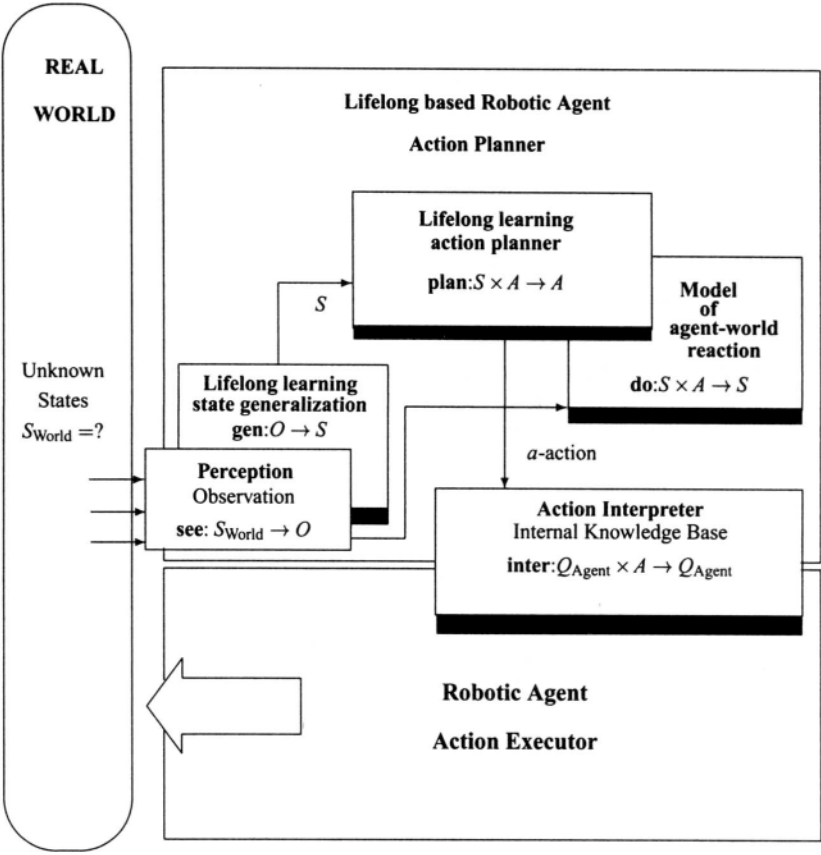 REAL
WORLD
Lifelong based Robotic Agent
Action Planner
Lifelong learning
action planner
plan:S × A → A
S
Model
of
agent-world
reaction
do:S × A → S
Unknown
States
S_World =?
Lifelong learning
state generalization
gen:O → S
Perception
Observation
see: S_World → O
a-action
Action Interpreter
Internal Knowledge Base
inter:Q_Agent × A → Q_Agent
Robotic Agent
Action Executor